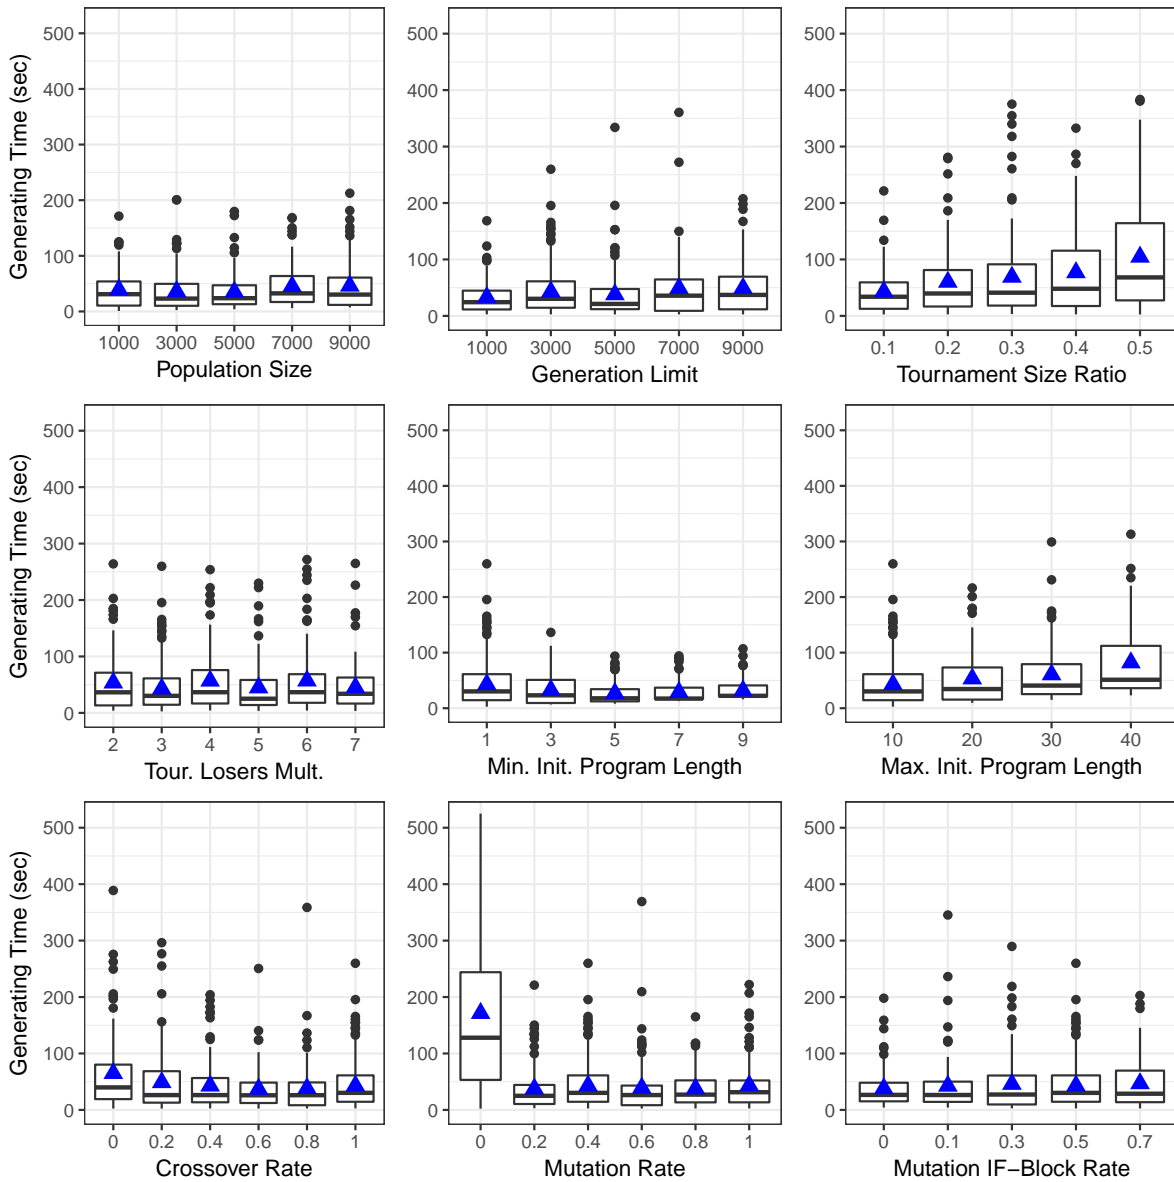 Generating Time (sec)
500
400
300
200
100
0
1000 3000 5000 7000 9000
Population Size
500
400
300
200
100
0
1000 3000 5000 7000 9000
Generation Limit
500
400
300
200
100
0
0.1 0.2 0.3 0.4 0.5
Tournament Size Ratio
Generating Time (sec)
500
400
300
200
100
0
2 3 4 5 6 7
Tour. Losers Mult.
500
400
300
200
100
0
1 3 5 7 9
Min. Init. Program Length
500
400
300
200
100
0
10 20 30 40
Max. Init. Program Length
Generating Time (sec)
500
400
300
200
100
0
0 0.2 0.4 0.6 0.8 1
Crossover Rate
500
400
300
200
100
0
0 0.2 0.4 0.6 0.8 1
Mutation Rate
500
400
300
200
100
0
0 0.1 0.3 0.5 0.7
Mutation IF−Block Rate